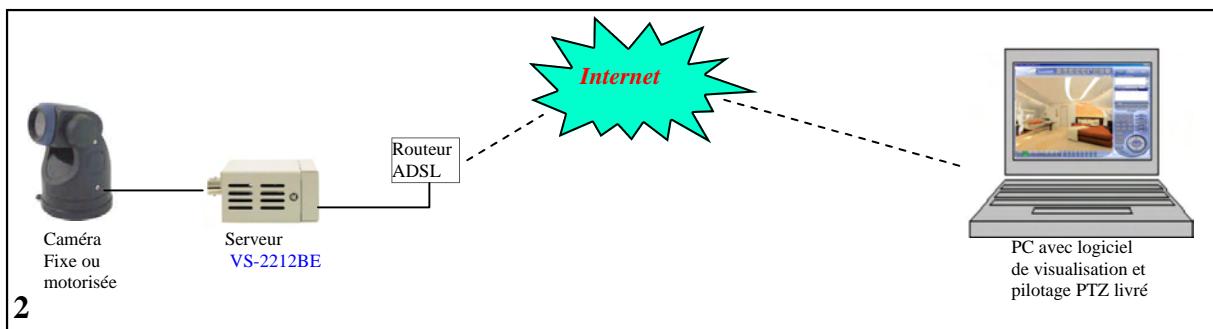 Internet
Routeur
ADSL
Caméra
Fixe ou
motorisée
Serveur
VS-2212BE
PC avec logiciel
de visualisation et
pilotage PTZ livré
2